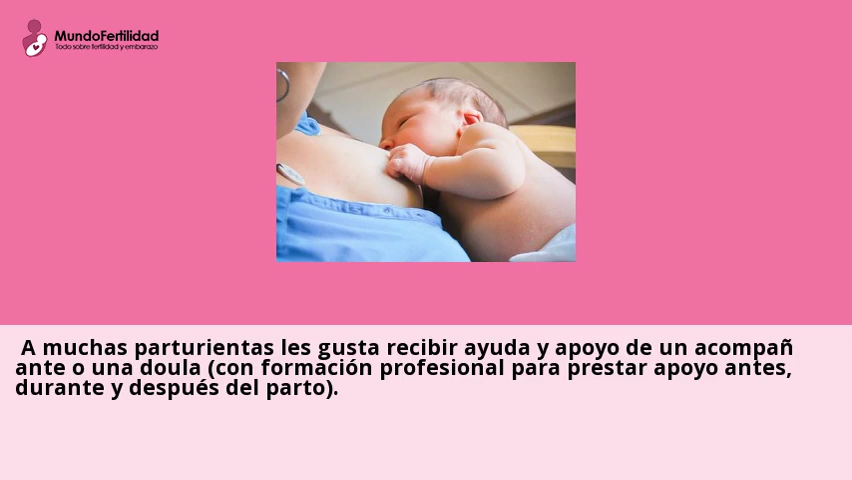 MundoFertilidad
Todo sobre fertilidad y embarazo
A muchas parturientas les gusta recibir ayuda y apoyo de un acompañ
ante o una doula (con formación profesional para prestar apoyo antes,
durante y después del parto).